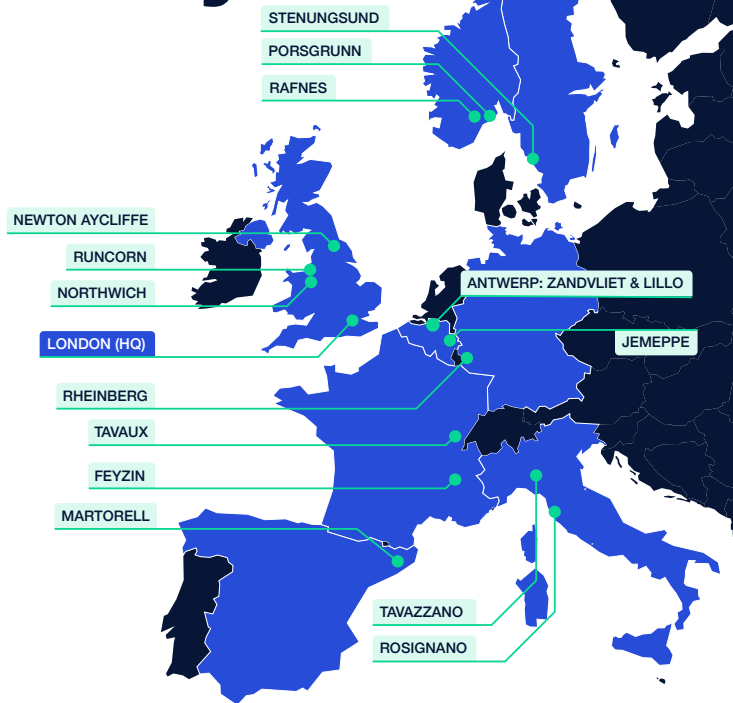 STENUNGSUND
PORSGRUNN
RAFNES
NEWTON AYCLIFFE
RUNCORN
ANTWERP: ZANDVLIET & LILLO
NORTHWICH
LONDON (HQ)
JEMEPPE
RHEINBERG
TAVAUX
FEYZIN
MARTORELL
TAVAZZANO
ROSIGNANO